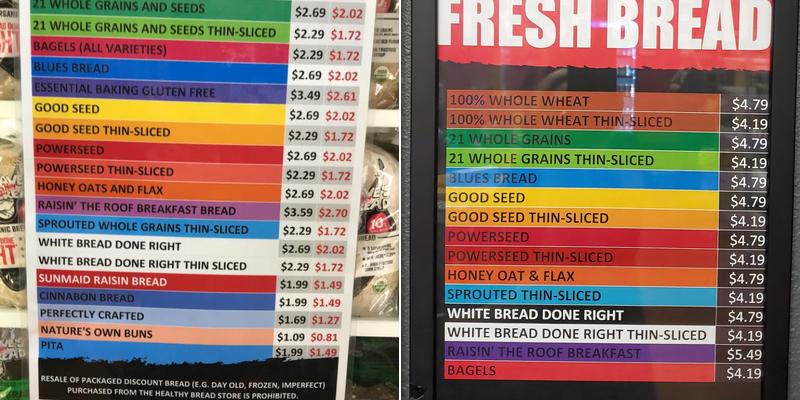 21 WHOLE GRAINS AND SEEDS $2.69 $2.02
21 WHOLE GRAINS AND SEEDS THIN-SLICED $2.29 $1.72
BAGELS (ALL VARIETIES) $2.29 $1.72
BLUES BREAD $2.69 $2.02
ESSENTIAL BAKING GLUTEN FREE $3.49 $2.61
GOOD SEED $2.69 $2.02
GOOD SEED THIN-SLICED $2.29 $1.72
POWERSEED $2.69 $2.02
POWERSEED THIN-SLICED $2.29 $1.72
HONEY OATS AND FLAX $2.69 $2.02
RAISIN' THE ROOF BREAKFAST BREAD $3.59 $2.70
SPROUTED WHOLE GRAINS THIN-SLICED $2.29 $1.72
WHITE BREAD DONE RIGHT $2.69 $2.02
WHITE BREAD DONE RIGHT THIN SLICED $2.29 $1.72
SUNMAID RAISIN BREAD $1.99 $1.49
CINNABON BREAD $1.99 $1.49
PERFECTLY CRAFTED $1.69 $1.27
NATURE'S OWN BUNS $1.09 $0.81
PITA $1.99 $1.49
RESALE OF PACKAGED DISCOUNT BREAD (E.G. DAY OLD, FROZEN, IMPERFECT)
PURCHASED FROM THE HEALTHY BREAD STORE IS PROHIBITED.
FRESH BREAD
100% WHOLE WHEAT $4.79
100% WHOLE WHEAT THIN-SLICED $4.19
21 WHOLE GRAINS $4.79
21 WHOLE GRAINS THIN-SLICED $4.19
BLUES BREAD $4.79
GOOD SEED $4.79
GOOD SEED THIN-SLICED $4.19
POWERSEED $4.79
POWERSEED THIN-SLICED $4.19
HONEY OAT & FLAX $4.79
SPROUTED THIN-SLICED $4.19
WHITE BREAD DONE RIGHT $4.79
WHITE BREAD DONE RIGHT THIN-SLICED $4.19
RAISIN' THE ROOF BREAKFAST $5.49
BAGELS $4.19